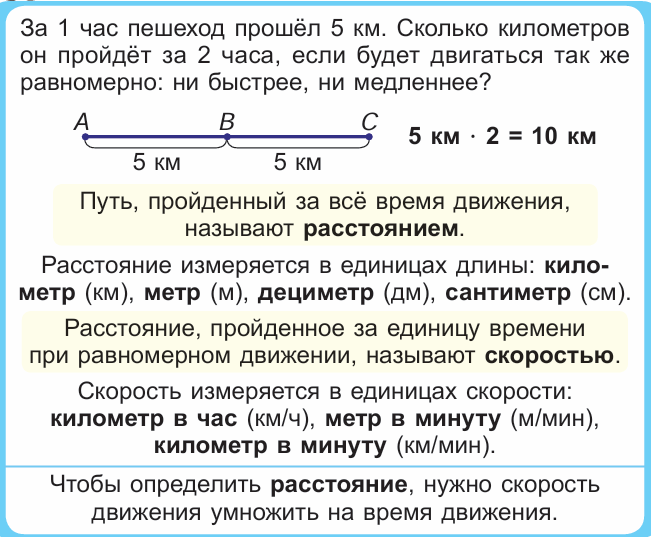 За 1 час пешеход прошёл 5 км. Сколько километров
он пройдёт за 2 часа, если будет двигаться так же
равномерно: ни быстрее, ни медленнее?
A B C
5 км · 2 = 10 км
5 км 5 км
Путь, пройденный за всё время движения,
называют расстоянием.
Расстояние измеряется в единицах длины: кило-
метр (км), метр (м), дециметр (дм), сантиметр (см).
Расстояние, пройденное за единицу времени
при равномерном движении, называют скоростью.
Скорость измеряется в единицах скорости:
километр в час (км/ч), метр в минуту (м/мин),
километр в минуту (км/мин).
Чтобы определить расстояние, нужно скорость
движения умножить на время движения.